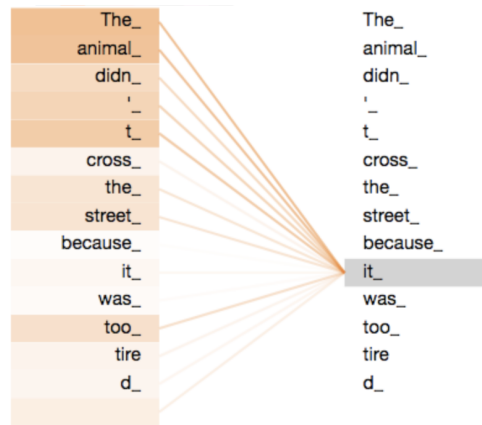 The_ The_
animal_ animal_
didn_ didn_
'_ '_
t_ t_
cross_ cross_
the_ the_
street_ street_
because_ because_
it_ it_
was_ was_
too_ too_
tire tire
d_ d_